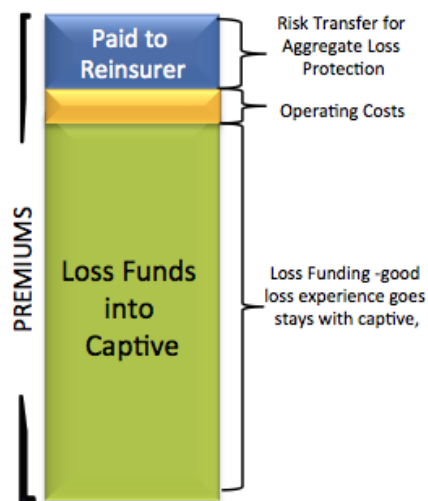 Paid to
Reinsurer
Risk Transfer for
Aggregate Loss
Protection
Operating Costs
PREMIUMS
Loss Funds
into
Captive
Loss Funding -good
loss experience goes
stays with captive,